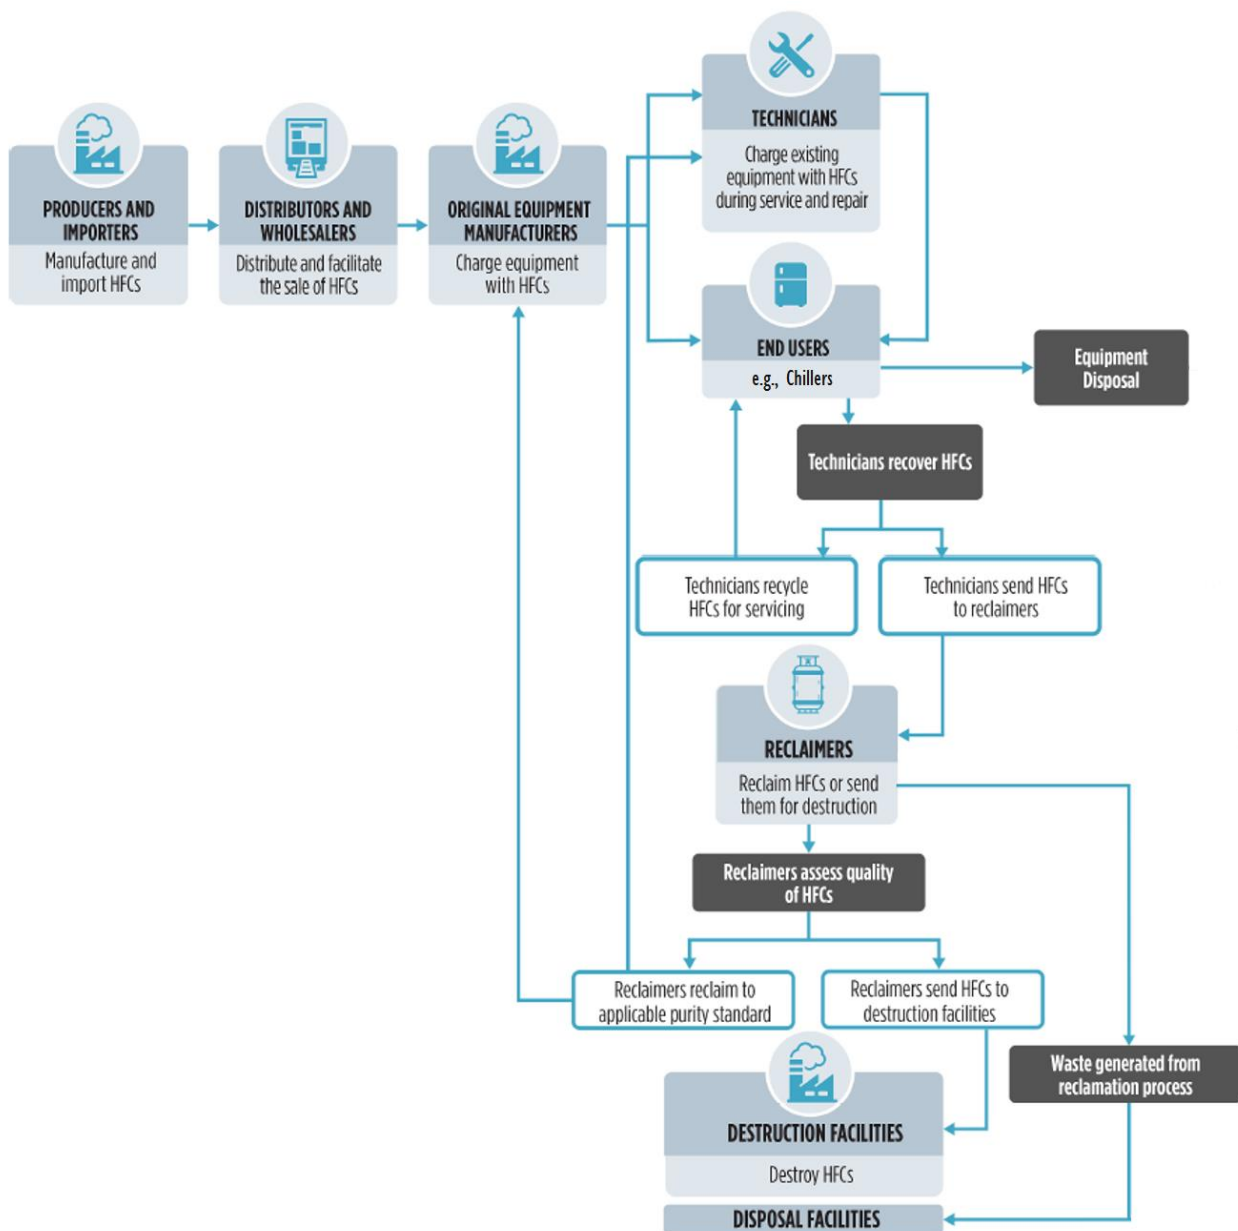 TECHNICIANS
Charge existing
equipment with HFCs
during service and repair
PRODUCERS AND
IMPORTERS
Manufacture and
import HFCs
DISTRIBUTORS AND
WHOLESALERS
Distribute and facilitate
the sale of HFCs
ORIGINAL EQUIPMENT
MANUFACTURERS
Charge equipment
with HFCs
END USERS
e.g., Chillers
Equipment
Disposal
Technicians recover HFCs
Technicians recycle
HFCs for servicing
Technicians send HFCs
to reclaimers
RECLAIMERS
Reclaim HFCs or send
them for destruction
Reclaimers assess quality
of HFCs
Reclaimers reclaim to
applicable purity standard
Reclaimers send HFCs to
destruction facilities
Waste generated from
reclamation process
DESTRUCTION FACILITIES
Destroy HFCs
DISPOSAL FACILITIES